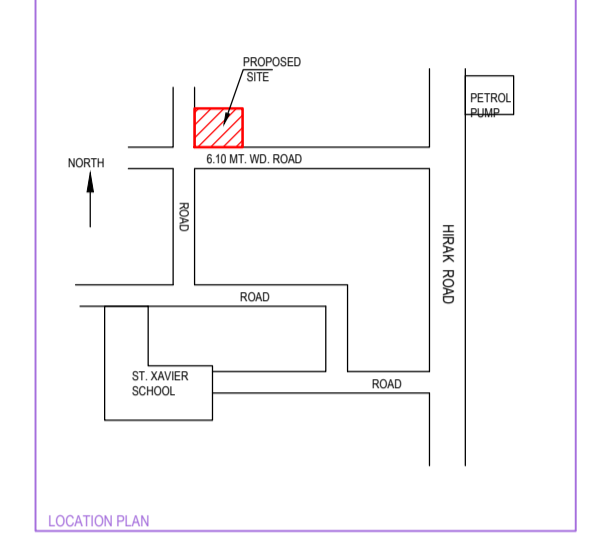 PROPOSED
SITE
PETROL
PUMP
6.10 MT. WD. ROAD
NORTH
ROAD
HIRAK ROAD
ROAD
ST. XAVIER
SCHOOL
ROAD
LOCATION PLAN